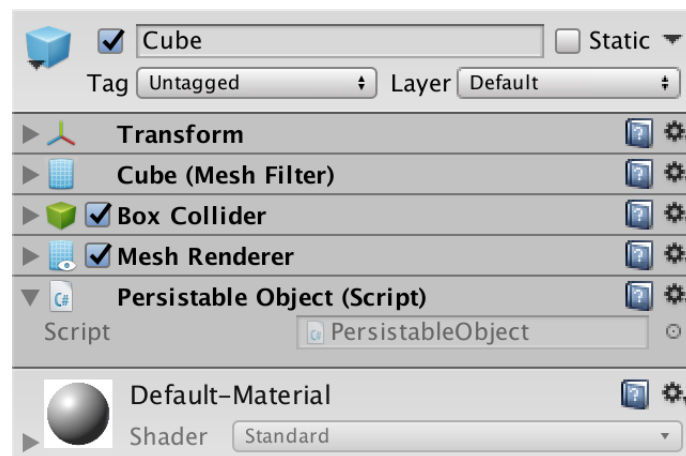 Cube Static
Tag Untagged Layer Default
Transform
Cube (Mesh Filter)
Box Collider
Mesh Renderer
Persistable Object (Script)
Script PersistableObject
Default-Material
Shader Standard